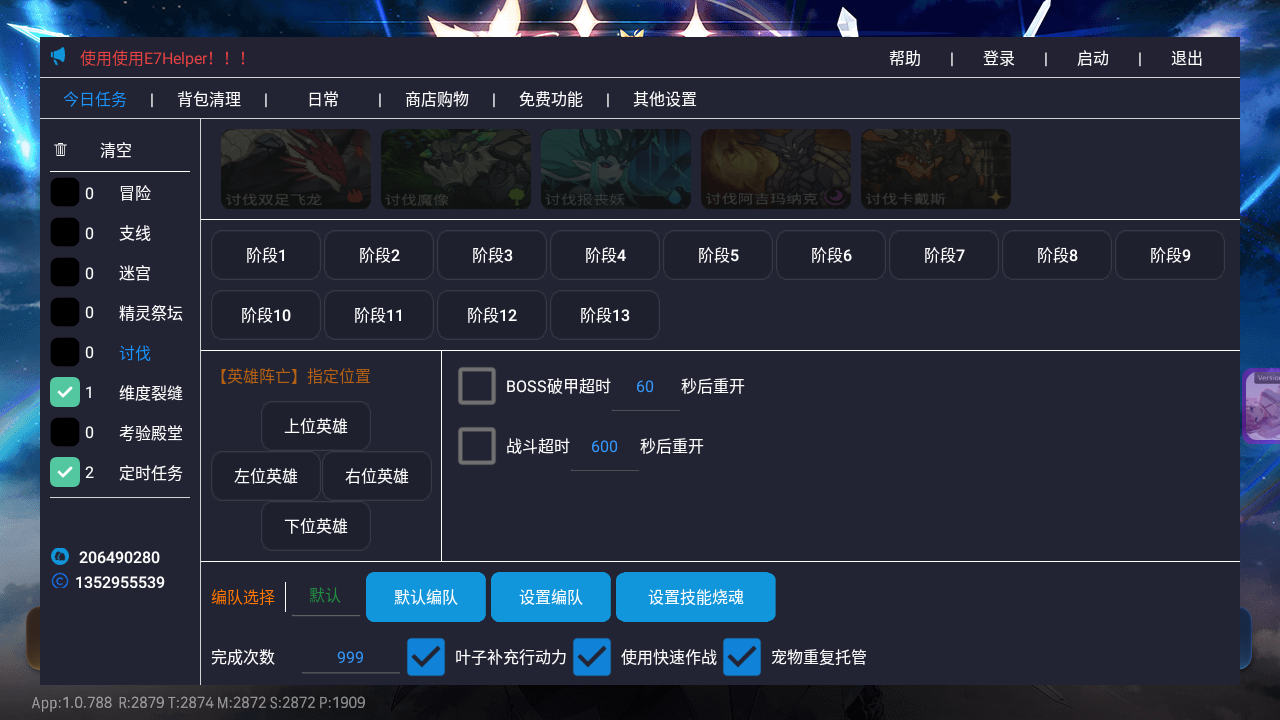 使用使用E7Helper！！！ 帮助 | 登录 | 启动 | 退出
今日任务 | 背包清理 | 日常 | 商店购物 | 免费功能 | 其他设置
清空
0 冒险
0 支线
0 迷宫
0 精灵祭坛
0 讨伐
1 维度裂缝
0 考验殿堂
2 定时任务
206490280
1352955539
讨伐双足飞龙 讨伐魔像 讨伐报丧妖 讨伐阿吉玛纳克 讨伐卡戴斯
阶段1 阶段2 阶段3 阶段4 阶段5 阶段6 阶段7 阶段8 阶段9
阶段10 阶段11 阶段12 阶段13
【英雄阵亡】指定位置
上位英雄
左位英雄 右位英雄
下位英雄
BOSS破甲超时 60 秒后重开
战斗超时 600 秒后重开
编队选择 默认 默认编队 设置编队 设置技能烧魂
完成次数 999 叶子补充行动力 使用快速作战 宠物重复托管
Version
App:1.0.788 R:2879 T:2874 M:2872 S:2872 P:1909